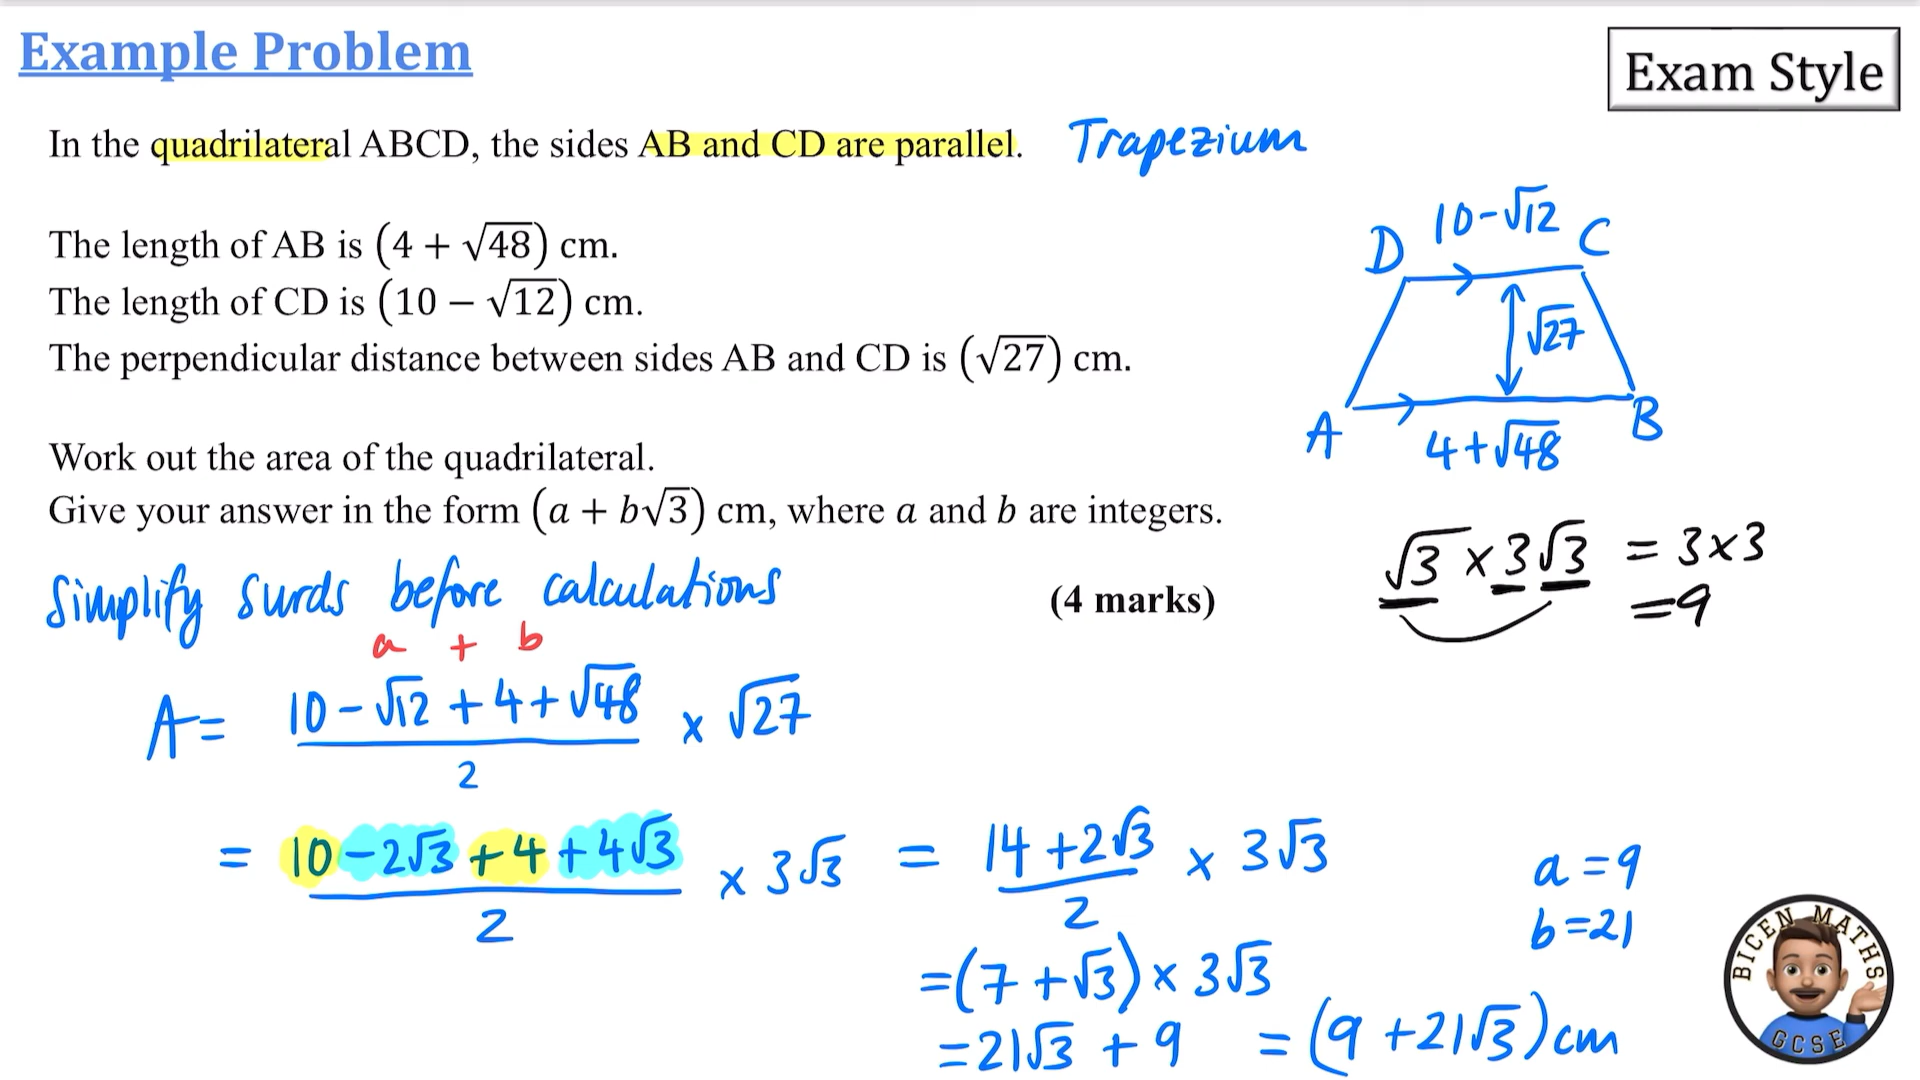 Example Problem
Exam Style
In the quadrilateral ABCD, the sides AB and CD are parallel. Trapezium
The length of AB is (4 + √48) cm.
The length of CD is (10 − √12) cm.
The perpendicular distance between sides AB and CD is (√27) cm.
Work out the area of the quadrilateral.
Give your answer in the form (a + b√3) cm, where a and b are integers.
(4 marks)
10-√12
D C
√27
A B
4+√48
√3 × 3√3 = 3×3
=9
Simplify surds before calculations
a + b
A = (10 - √12 + 4 + √48)/2 × √27
= (10 - 2√3 + 4 + 4√3)/2 × 3√3 = (14 + 2√3)/2 × 3√3
= (7 + √3) × 3√3
= 21√3 + 9 = (9 + 21√3) cm
a = 9
b = 21
BICEN MATHS
GCSE